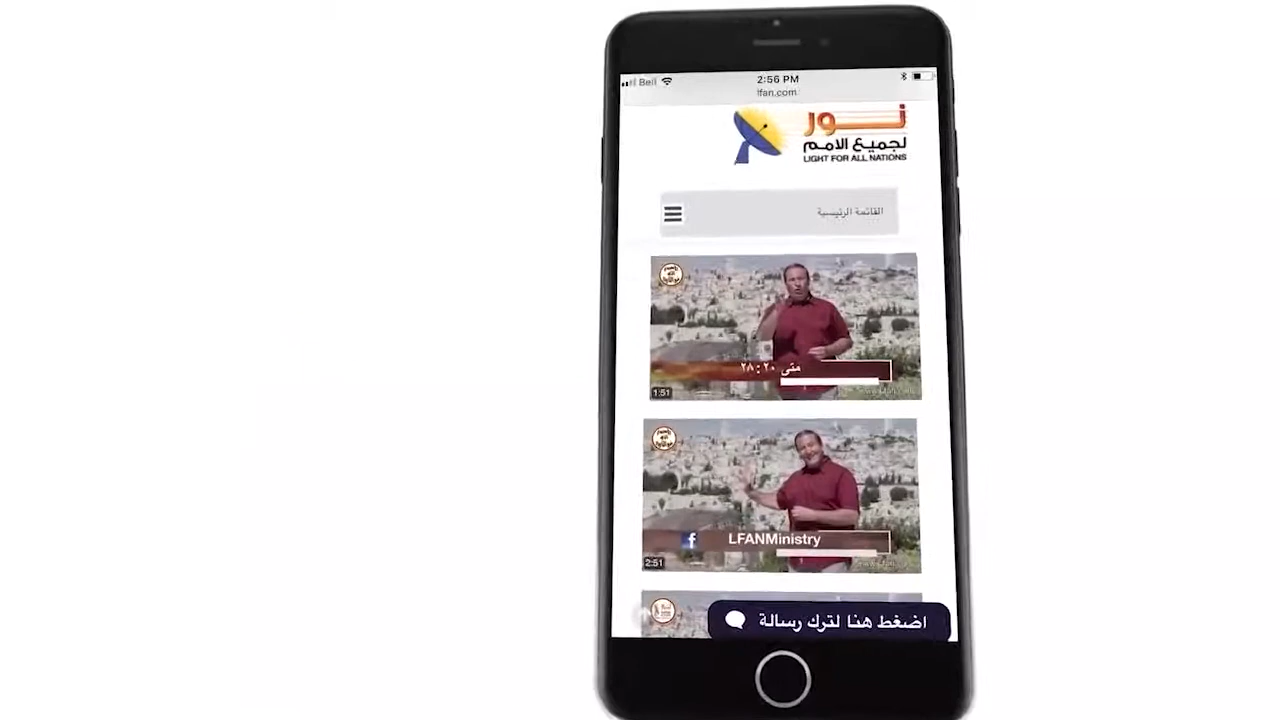 Bell
2:56 PM
lfan.com
نور
لجميع الامم
LIGHT FOR ALL NATIONS
القائمة الرئيسية
متى ٢٠ : ٢٨
1:51
LFANMinistry
2:51
اضغط هنا لترك رسالة